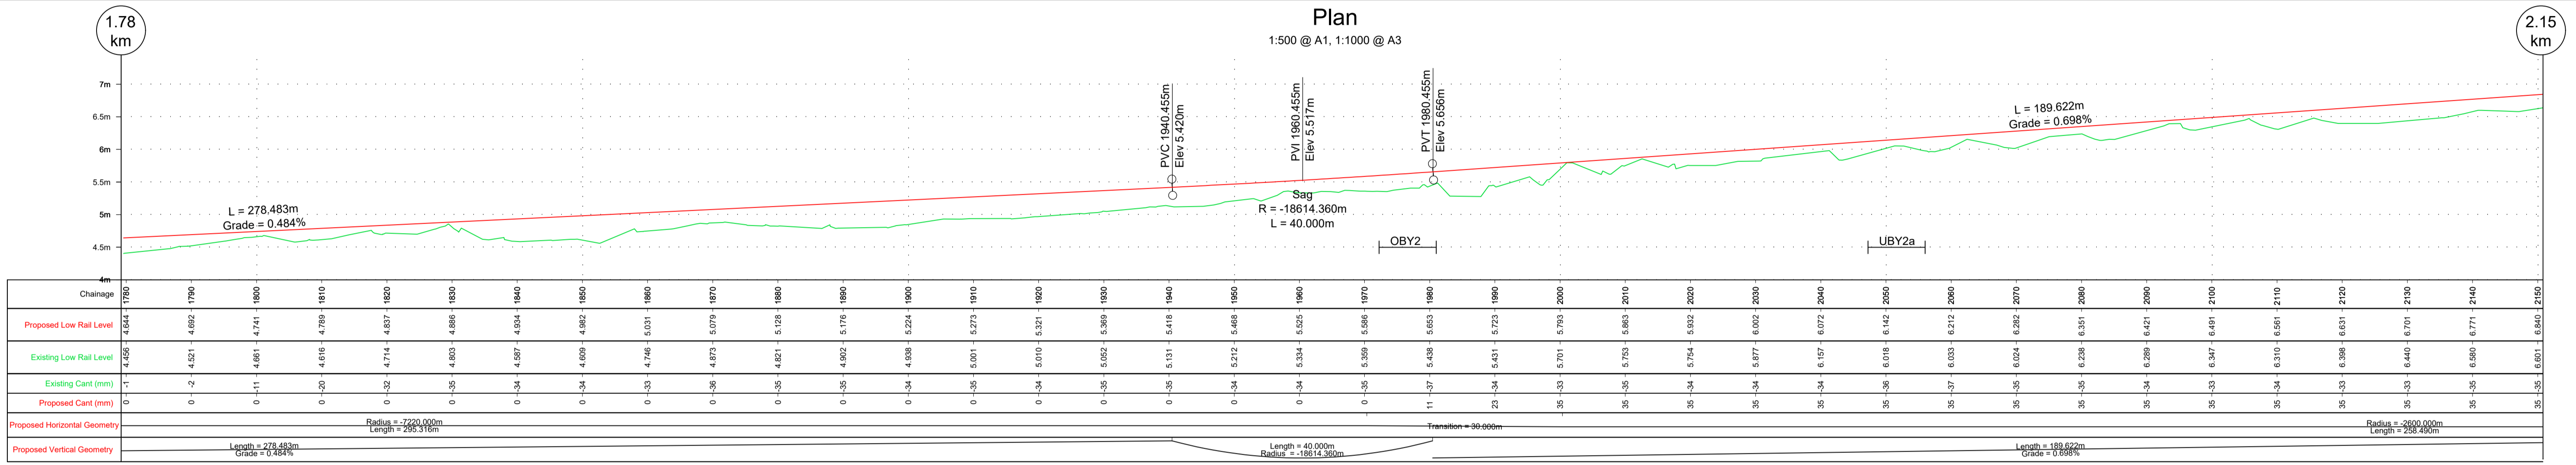 1.78
km
Plan
1:500 @ A1, 1:1000 @ A3
2.15
km
7m
6.5m
6m
5.5m
5m
4.5m
4m
L = 278.483m
Grade = 0.484%
PVC 1940.455m
Elev 5.420m
PVI 1960.455m
Elev 5.517m
PVT 1980.455m
Elev 5.656m
Sag
R = -18614.360m
L = 40.000m
L = 189.622m
Grade = 0.698%
OBY2
UBY2a
Chainage 1780 1790 1800 1810 1820 1830 1840 1850 1860 1870 1880 1890 1900 1910 1920 1930 1940 1950 1960 1970 1980 1990 2000 2010 2020 2030 2040 2050 2060 2070 2080 2090 2100 2110 2120 2130 2140 2150
Proposed Low Rail Level 4.644 4.692 4.741 4.789 4.837 4.886 4.934 4.982 5.031 5.079 5.128 5.176 5.224 5.273 5.321 5.369 5.418 5.468 5.525 5.586 5.653 5.723 5.793 5.863 5.932 6.002 6.072 6.142 6.212 6.282 6.351 6.421 6.491 6.561 6.631 6.701 6.771 6.840
Existing Low Rail Level 4.456 4.521 4.661 4.616 4.714 4.803 4.587 4.609 4.746 4.873 4.821 4.902 4.938 5.001 5.010 5.052 5.131 5.212 5.334 5.359 5.438 5.431 5.701 5.753 5.754 5.877 6.157 6.018 6.033 6.024 6.238 6.289 6.347 6.310 6.398 6.440 6.580 6.601
Existing Cant (mm) -1 -2 -11 -20 -32 -35 -34 -34 -33 -36 -35 -35 -34 -35 -34 -35 -35 -34 -34 -35 -37 -34 -33 -35 -34 -34 -34 -36 -37 -35 -35 -34 -33 -34 -33 -33 -35 -35
Proposed Cant (mm) 0 0 0 0 0 0 0 0 0 0 0 0 0 0 0 0 0 0 0 0 11 23 35 35 35 35 35 35 35 35 35 35 35 35 35 35 35 35
Proposed Horizontal Geometry
Radius = -7220.000m
Length = 295.316m
Transition = 30.000m
Radius = -2600.000m
Length = 258.490m
Proposed Vertical Geometry
Length = 278.483m
Grade = 0.484%
Length = 40.000m
Radius = -18614.360m
Length = 189.622m
Grade = 0.698%